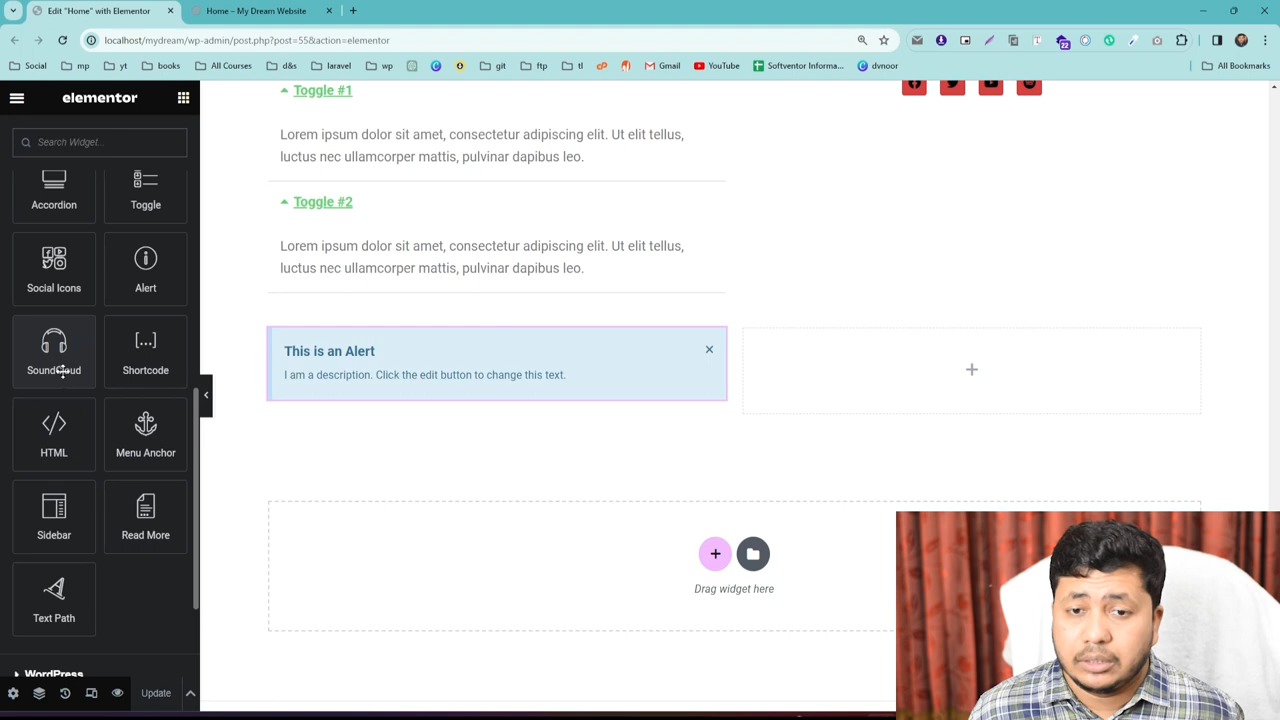 Edit "Home" with Elementor
Home – My Dream Website
localhost/mydream/wp-admin/post.php?post=55&action=elementor
22
Social
mp
yt
books
All Courses
d&s
laravel
wp
git
ftp
tl
Gmail
YouTube
Softventor Informa...
dvnoor
All Bookmarks
elementor
Search Widget...
Accordion
Toggle
Social Icons
Alert
SoundCloud
Shortcode
HTML
Menu Anchor
Sidebar
Read More
Text Path
WordPress
Update
Toggle #1
Lorem ipsum dolor sit amet, consectetur adipiscing elit. Ut elit tellus,
luctus nec ullamcorper mattis, pulvinar dapibus leo.
Toggle #2
Lorem ipsum dolor sit amet, consectetur adipiscing elit. Ut elit tellus,
luctus nec ullamcorper mattis, pulvinar dapibus leo.
This is an Alert
I am a description. Click the edit button to change this text.
Drag widget here